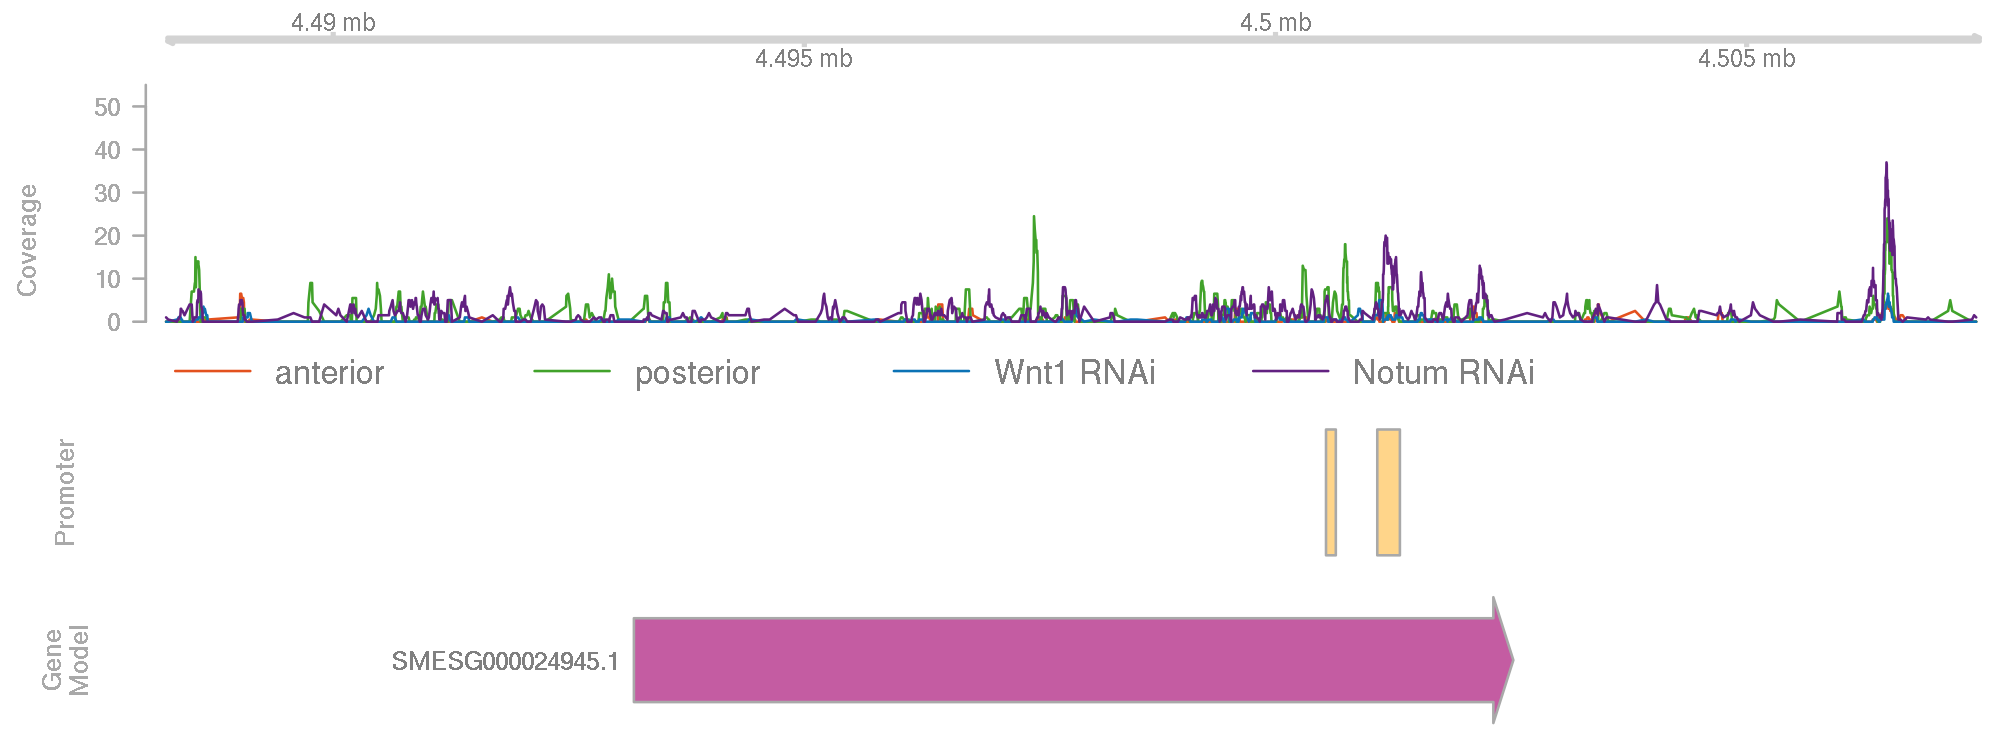 4.49 mb
4.5 mb
4.495 mb
4.505 mb
Coverage
50
40
30
20
10
0
anterior
posterior
Wnt1 RNAi
Notum RNAi
Promoter
Gene
Model
SMESG000024945.1